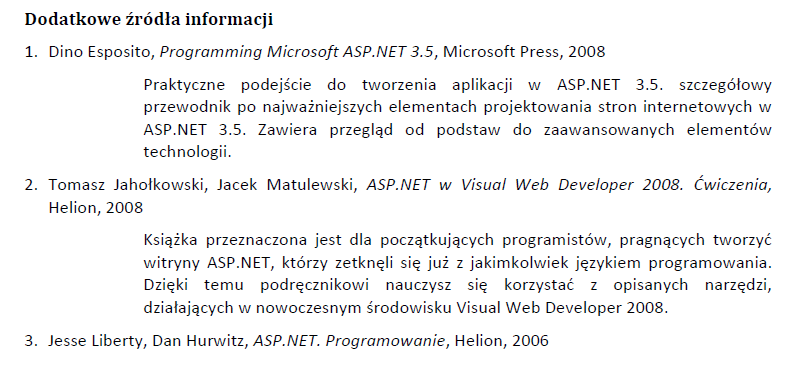 Dodatkowe źródła informacji
1. Dino Esposito, Programming Microsoft ASP.NET 3.5, Microsoft Press, 2008
Praktyczne podejście do tworzenia aplikacji w ASP.NET 3.5. szczegółowy
przewodnik po najważniejszych elementach projektowania stron internetowych w
ASP.NET 3.5. Zawiera przegląd od podstaw do zaawansowanych elementów
technologii.
2. Tomasz Jahołkowski, Jacek Matulewski, ASP.NET w Visual Web Developer 2008. Ćwiczenia,
Helion, 2008
Książka przeznaczona jest dla początkujących programistów, pragnących tworzyć
witryny ASP.NET, którzy zetknęli się już z jakimkolwiek językiem programowania.
Dzięki temu podręcznikowi nauczysz się korzystać z opisanych narzędzi,
działających w nowoczesnym środowisku Visual Web Developer 2008.
3. Jesse Liberty, Dan Hurwitz, ASP.NET. Programowanie, Helion, 2006